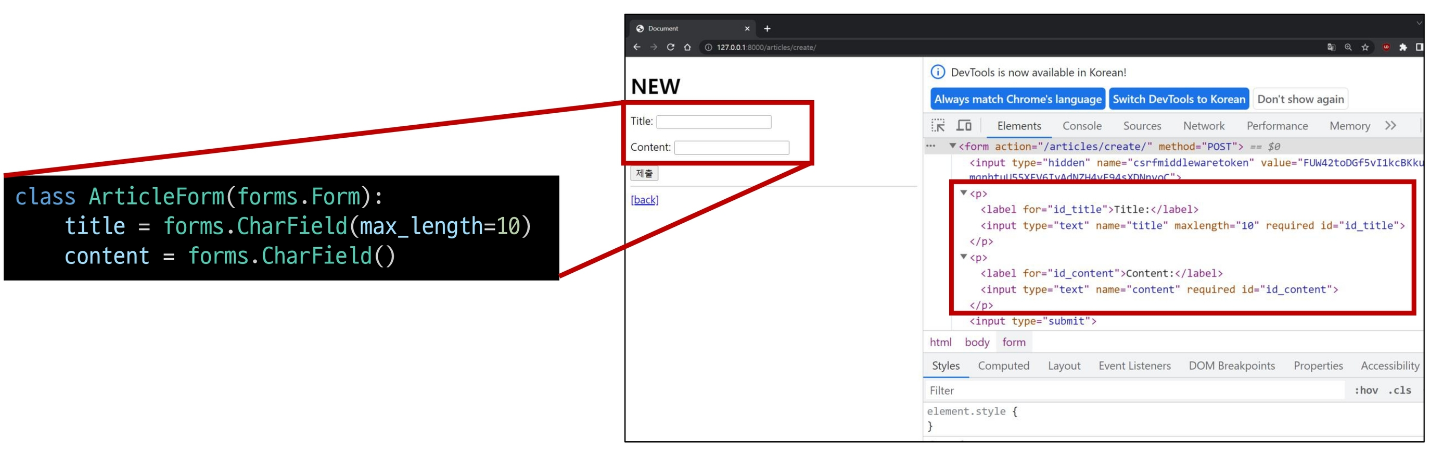 class ArticleForm(forms.Form):
title = forms.CharField(max_length=10)
content = forms.CharField()
Document
127.0.0.1:8000/articles/create/
NEW
Title:
Content:
제출
[back]
DevTools is now available in Korean!
Always match Chrome's language Switch DevTools to Korean Don't show again
Elements Console Sources Network Performance Memory
<form action="/articles/create/" method="POST"> == $0
<input type="hidden" name="csrfmiddlewaretoken"
<p>
<label for="id_title">Title:</label>
<input type="text" name="title" maxlength="10" required id="id_title">
</p>
<p>
<label for="id_content">Content:</label>
<input type="text" name="content" required id="id_content">
</p>
<input type="submit">
html body form
Styles Computed Layout Event Listeners DOM Breakpoints Properties Accessibility
Filter :hov .cls
element.style {
}